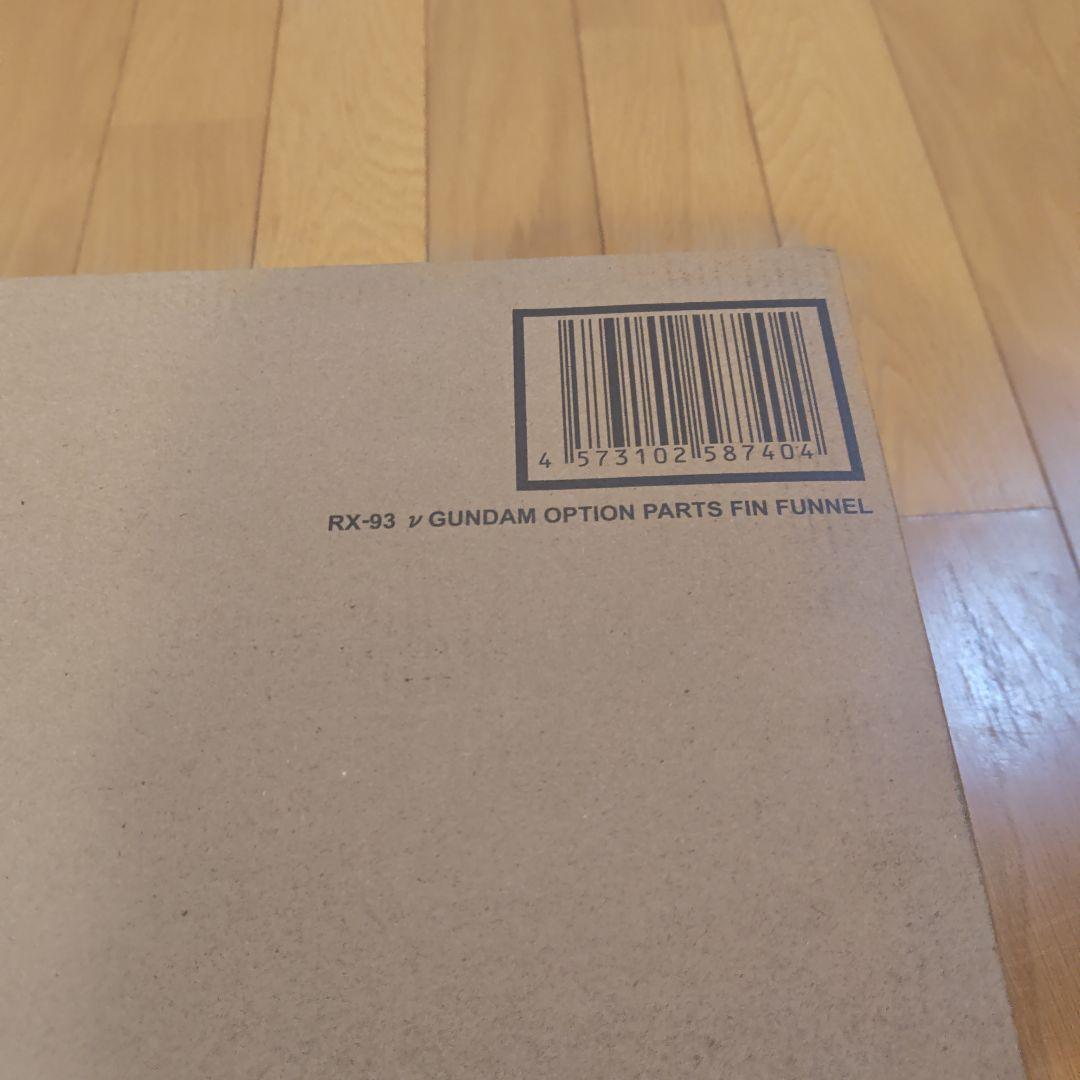 4 573102 587404
RX-93 ν GUNDAM OPTION PARTS FIN FUNNEL